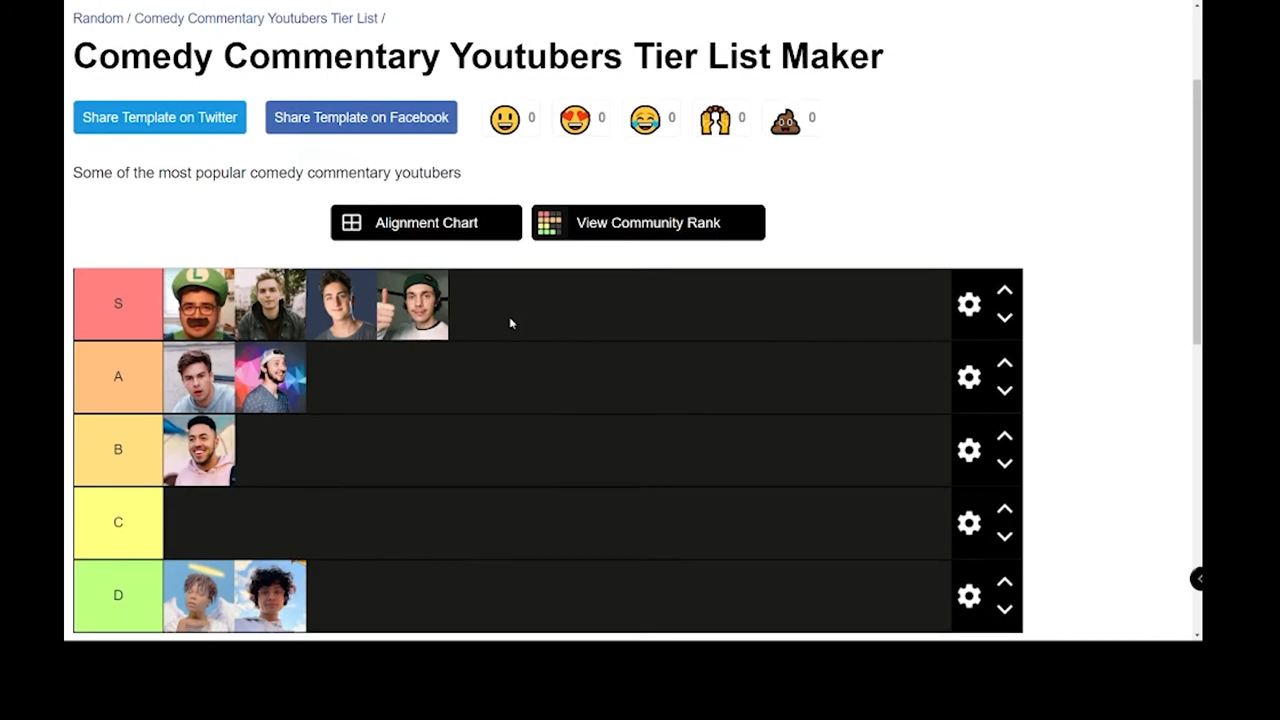 Random / Comedy Commentary Youtubers Tier List /
Comedy Commentary Youtubers Tier List Maker
Share Template on Twitter Share Template on Facebook 0 0 0 0 0
Some of the most popular comedy commentary youtubers
Alignment Chart View Community Rank
S
L
A
B
C
D